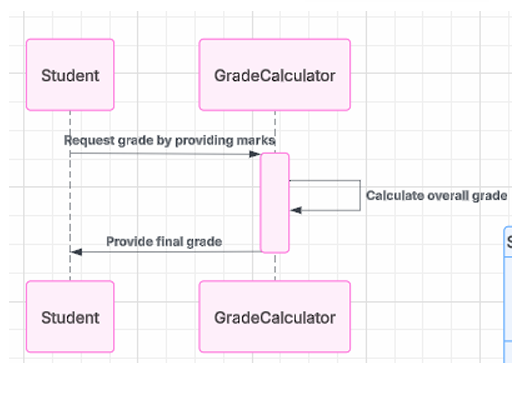 Student
GradeCalculator
Request grade by providing marks
Calculate overall grade
Provide final grade
Student
GradeCalculator